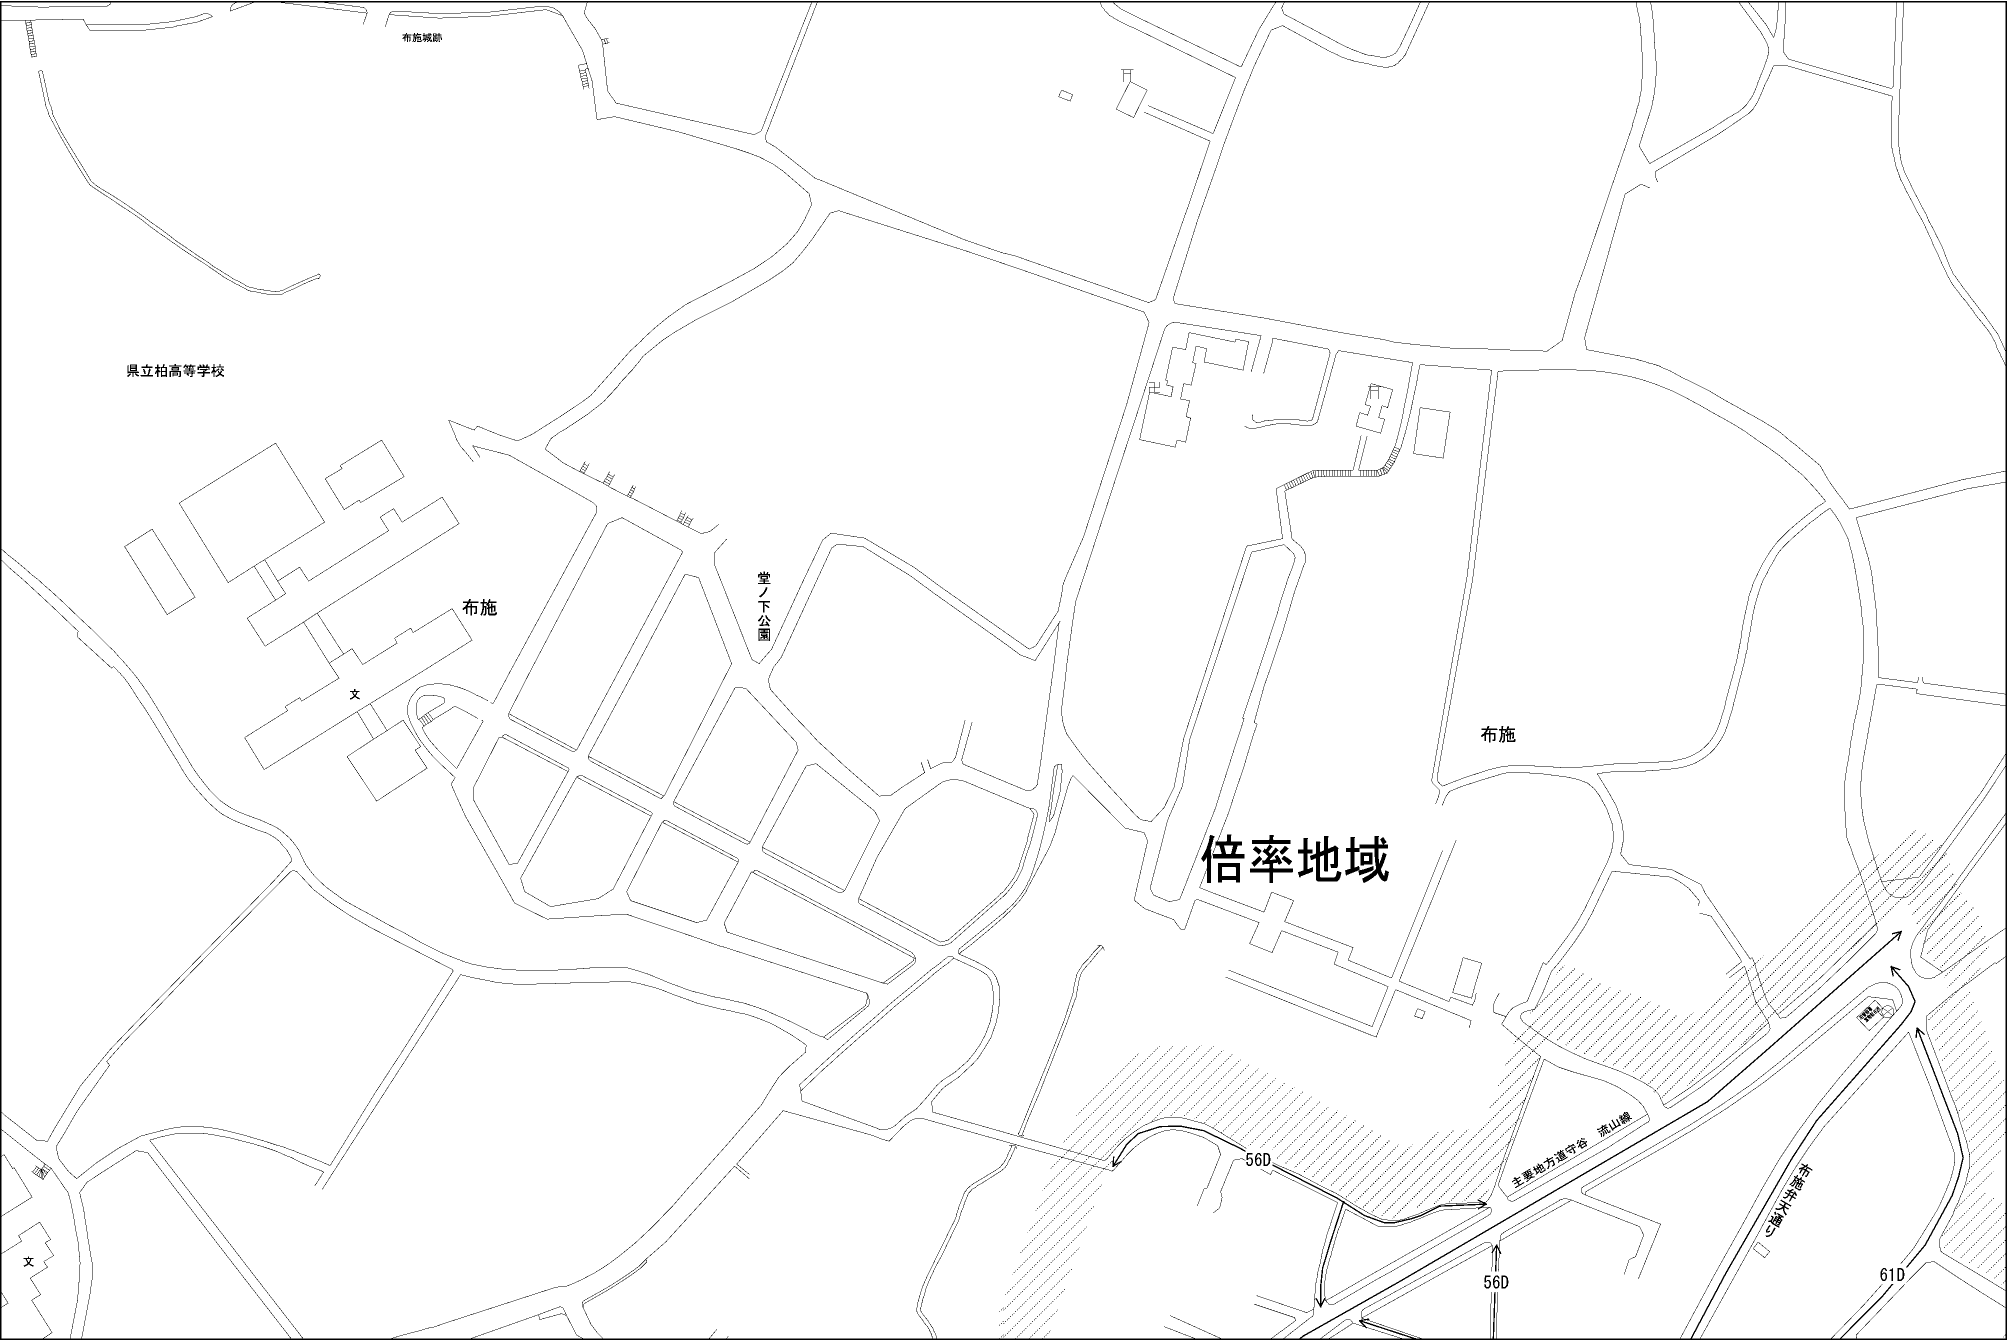 布施城跡
県立柏高等学校
布施
堂ノ下公園
文
布施
倍率地域
主要地方道守谷　流山線
56D
布施弁天通り
文
56D
61D